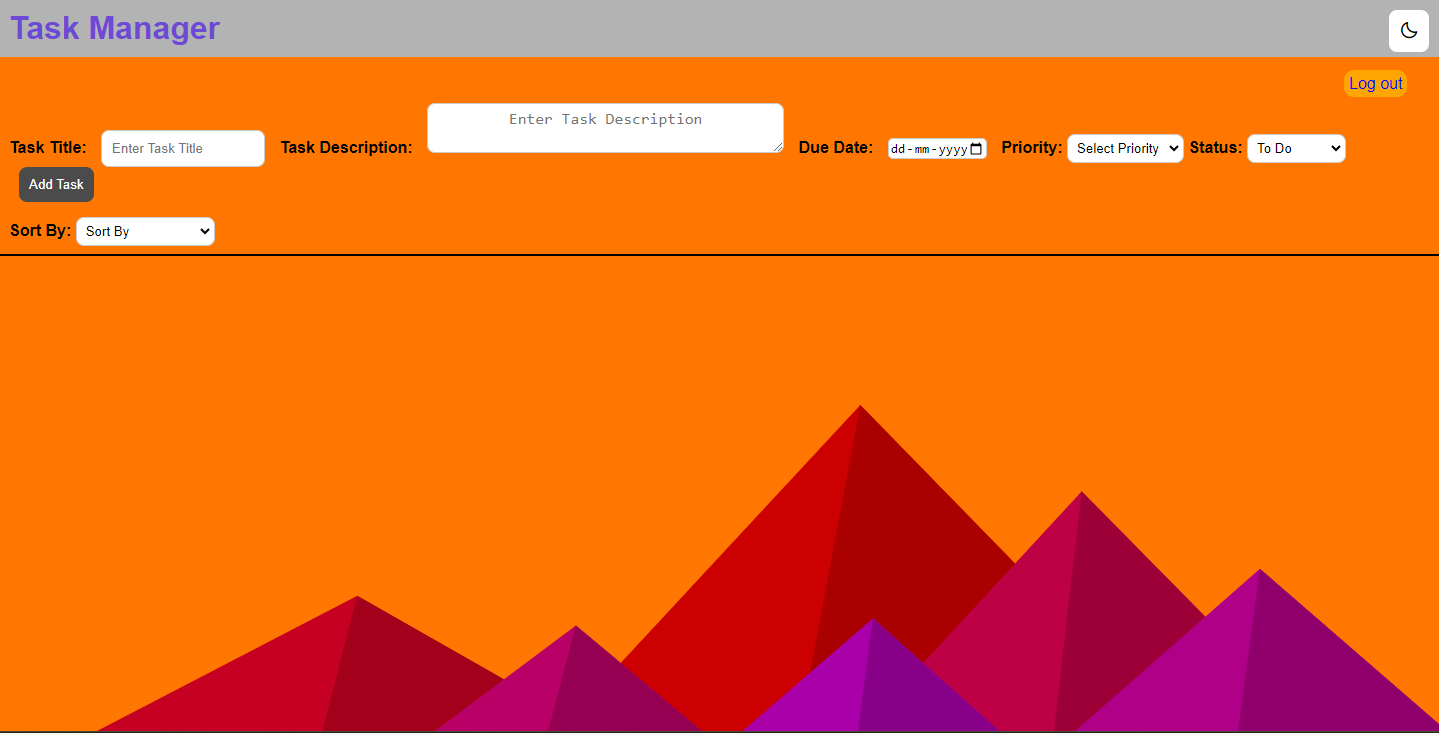 Task Manager
Log out
Task Title: Enter Task Title Task Description: Enter Task Description Due Date: dd-mm-yyyy Priority: Select Priority Status: To Do
Add Task
Sort By: Sort By